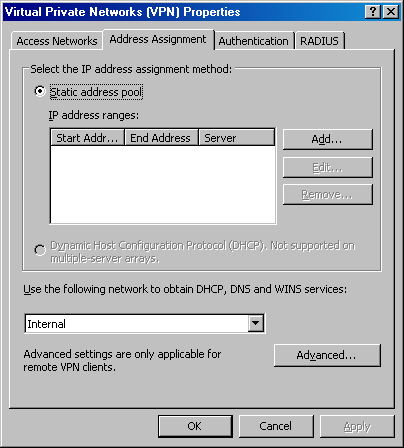 Virtual Private Networks (VPN) Properties
Access Networks Address Assignment Authentication RADIUS
Select the IP address assignment method:
Static address pool
IP address ranges:
Start Addr... End Address Server
Add...
Edit...
Remove...
Dynamic Host Configuration Protocol (DHCP). Not supported on
multiple-server arrays.
Use the following network to obtain DHCP, DNS and WINS services:
Internal
Advanced settings are only applicable for
remote VPN clients.
Advanced...
OK Cancel Apply